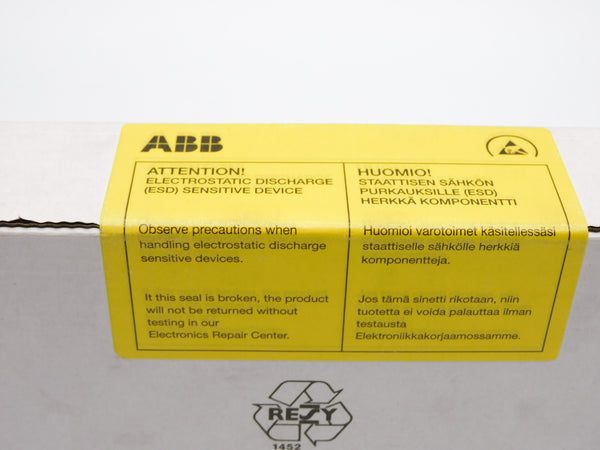 ABB
ATTENTION!
ELECTROSTATIC DISCHARGE
(ESD) SENSITIVE DEVICE
Observe precautions when
handling electrostatic discharge
sensitive devices.
It this seal is broken, the product
will not be returned without
testing in our
Electronics Repair Center.
HUOMIO!
STAATTISEN SÄHKÖN
PURKAUKSILLE (ESD)
HERKKÄ KOMPONENTTI
Huomioi varotoimet käsitellessäsi
staattiselle sähkölle herkkiä
komponentteja.
Jos tämä sinetti rikotaan, niin
tuotetta ei voida palauttaa ilman
testausta
Elektroniikkakorjaamossamme.
RESY
1452